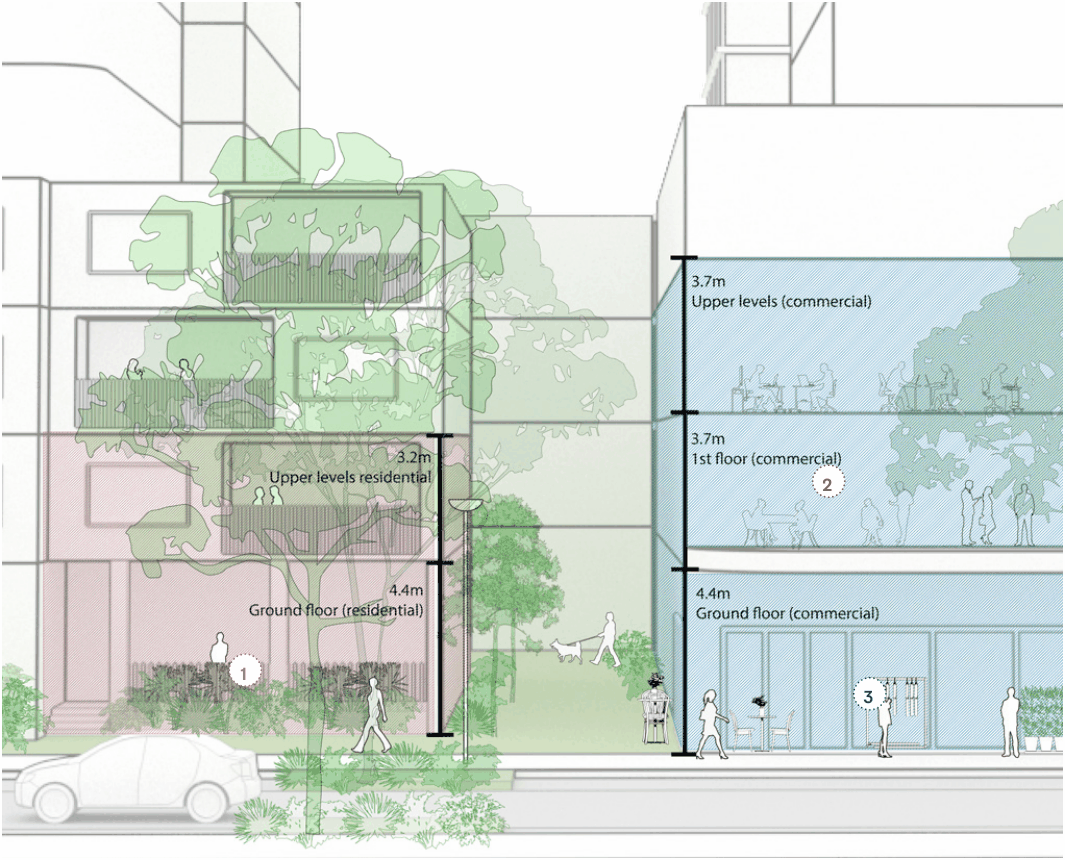 3.7m
Upper levels (commercial)
3.7m
1st floor (commercial)
2
3.2m
Upper levels residential
4.4m
Ground floor (residential)
1
4.4m
Ground floor (commercial)
3